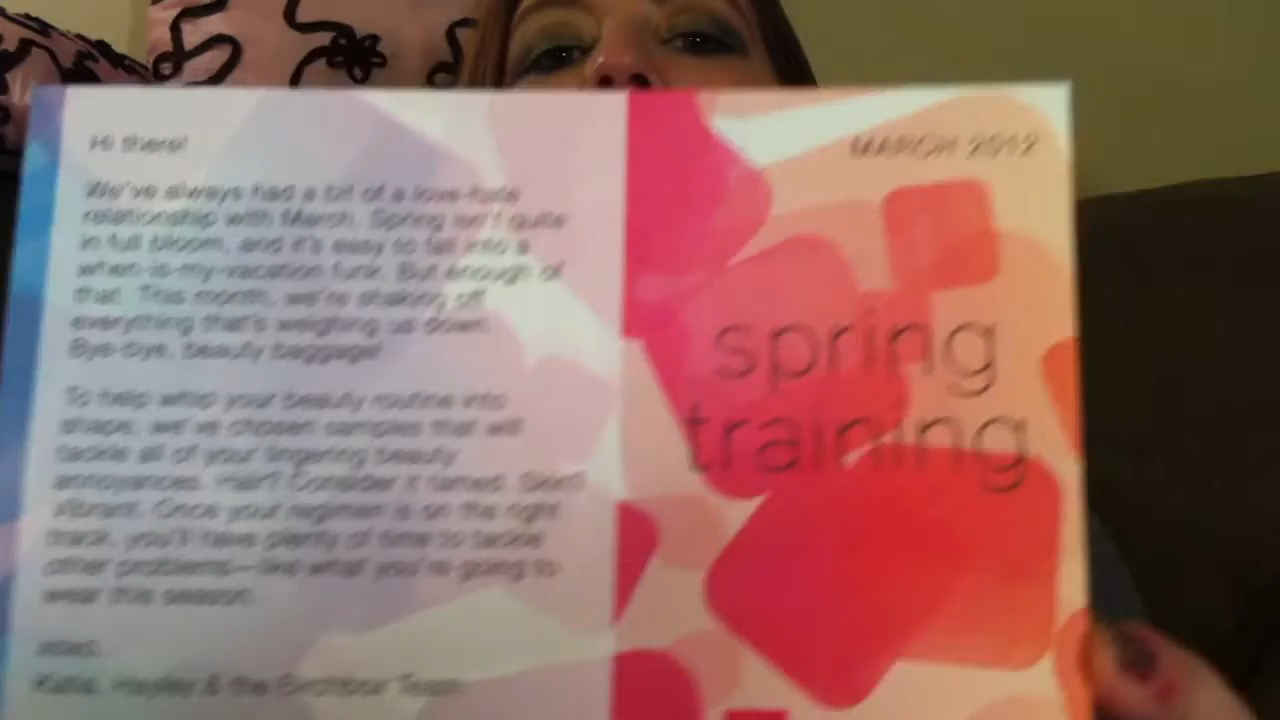 Hi there!
We've always had a bit of a love-hate
relationship with March. Spring isn't quite
in full bloom, and it's easy to fall into a
when-is-my-vacation funk. But enough of
that. This month, we're shaking off
everything that's weighing us down.
Bye-bye, beauty baggage!
To help whip your beauty routine into
shape, we've chosen samples that will
tackle all of your lingering beauty
annoyances. Hair? Consider it tamed. Skin?
Vibrant. Once your regimen is on the right
track, you'll have plenty of time to tackle
other problems—like what you're going to
wear this season.
xoxo,
Katia, Hayley & the Birchbox Team
MARCH 2012
spring
training